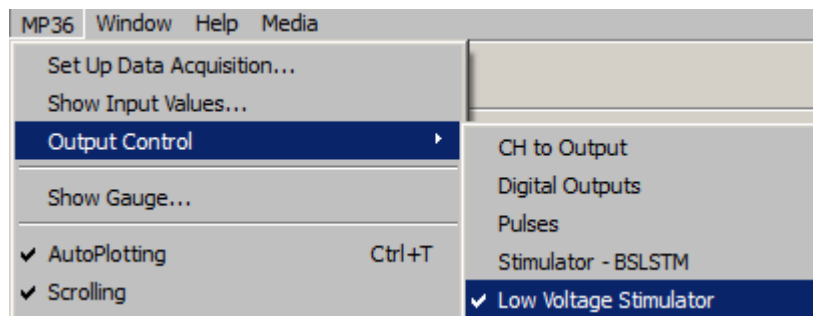 MP36 Window Help Media
Set Up Data Acquisition...
Show Input Values...
Output Control
CH to Output
Digital Outputs
Pulses
Stimulator - BSLSTM
Low Voltage Stimulator
Show Gauge...
AutoPlotting Ctrl+T
Scrolling